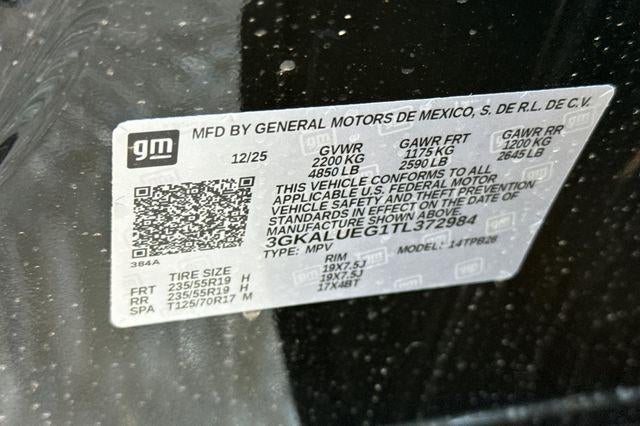 gm
MFD BY GENERAL MOTORS DE MEXICO, S. DE R.L. DE C.V.
12/25 GVWR GAWR FRT GAWR RR
2200 KG 1175 KG 1200 KG
4850 LB 2590 LB 2645 LB
THIS VEHICLE CONFORMS TO ALL
APPLICABLE U.S. FEDERAL MOTOR
VEHICLE SAFETY AND THEFT PREVENTION
STANDARDS IN EFFECT ON THE DATE OF
MANUFACTURE SHOWN ABOVE.
3GKALUEG1TL372984
TYPE: MPV MODEL: 14TPB26
384A
TIRE SIZE RIM
FRT 235/55R19 H 19X7.5J
RR 235/55R19 H 19X7.5J
SPA T125/70R17 M 17X4BT